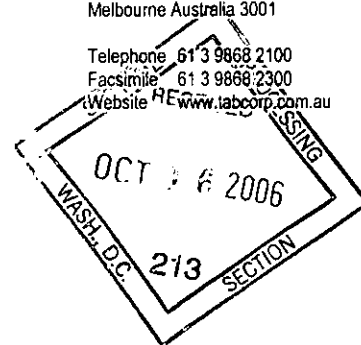 Melbourne Australia 3001
Telephone 61 3 9868 2100
Facsimile 61 3 9868 2300
Website www.tabcorp.com.au
OCT 6 2006
WASH., D.C.
213
SECTION